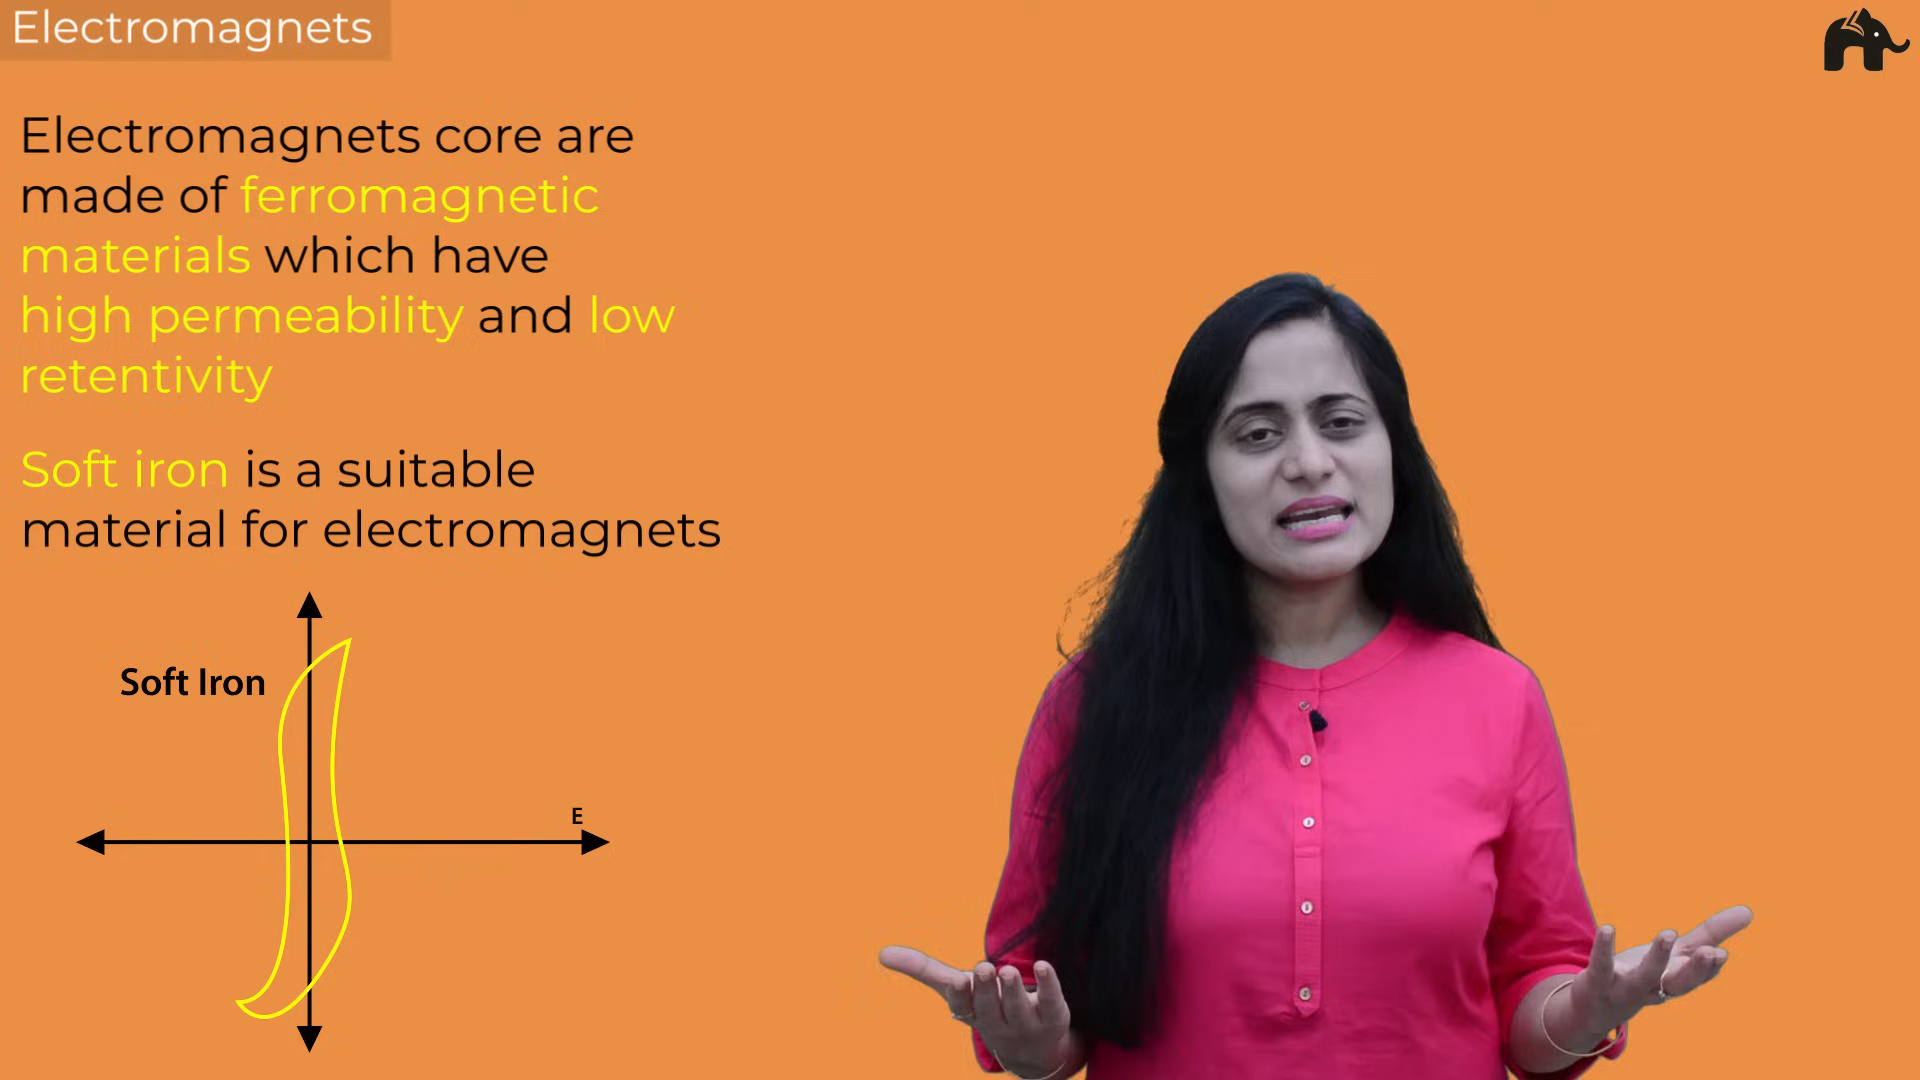 Electromagnets
Electromagnets core are
made of ferromagnetic
materials which have
high permeability and low
retentivity
Soft iron is a suitable
material for electromagnets
Soft Iron
E